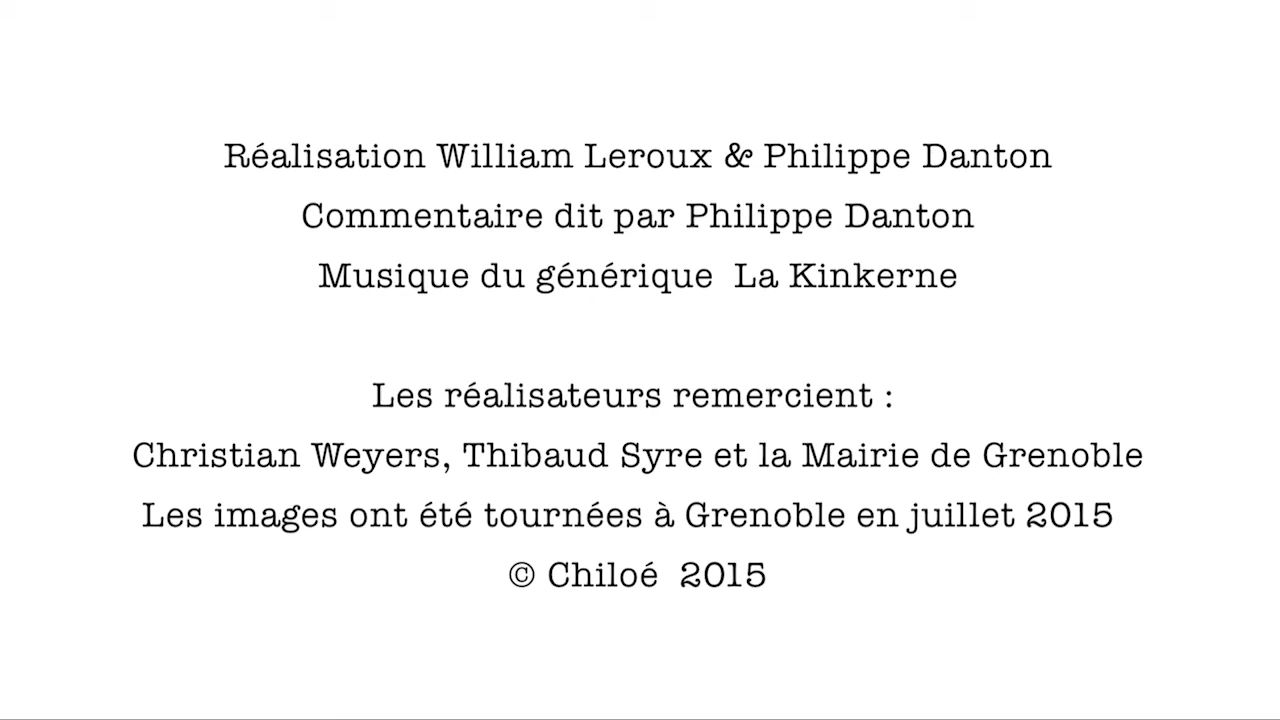 Réalisation William Leroux & Philippe Danton
Commentaire dit par Philippe Danton
Musique du générique  La Kinkerne
Les réalisateurs remercient :
Christian Weyers, Thibaud Syre et la Mairie de Grenoble
Les images ont été tournées à Grenoble en juillet 2015
© Chiloé  2015